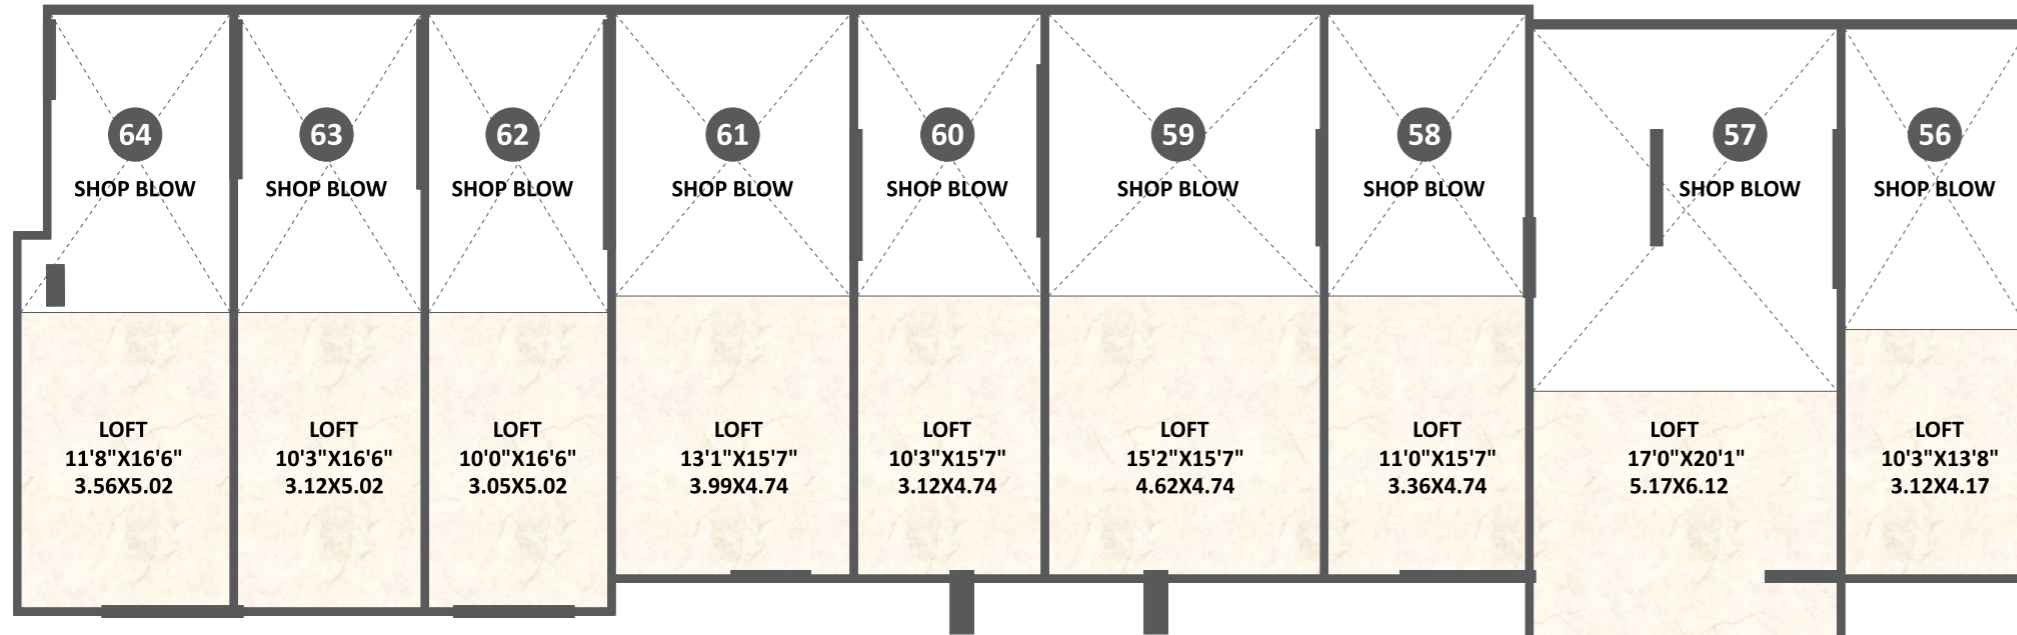 64
SHOP BLOW
63
SHOP BLOW
62
SHOP BLOW
61
SHOP BLOW
60
SHOP BLOW
59
SHOP BLOW
58
SHOP BLOW
57
SHOP BLOW
56
SHOP BLOW
LOFT
11'8"X16'6"
3.56X5.02
LOFT
10'3"X16'6"
3.12X5.02
LOFT
10'0"X16'6"
3.05X5.02
LOFT
13'1"X15'7"
3.99X4.74
LOFT
10'3"X15'7"
3.12X4.74
LOFT
15'2"X15'7"
4.62X4.74
LOFT
11'0"X15'7"
3.36X4.74
LOFT
17'0"X20'1"
5.17X6.12
LOFT
10'3"X13'8"
3.12X4.17